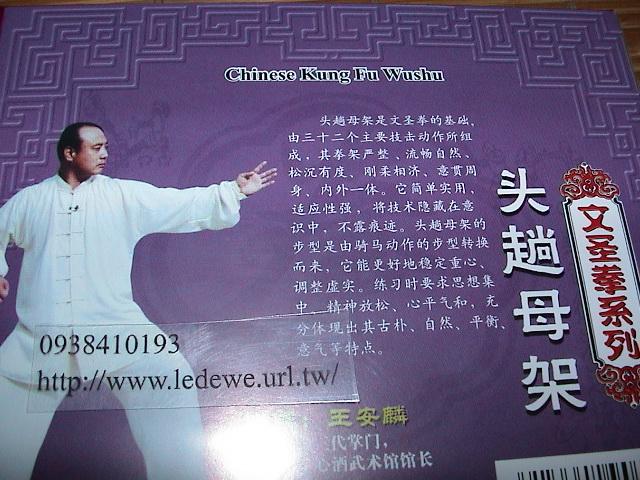 Chinese Kung Fu Wushu
头趟母架是文圣拳的基础,
由三十二个主要技击动作所组
成,其拳架严整、流畅自然、
松沉有度、刚柔相济、意贯周
身、内外一体。它简单实用,
适应性强,将技术隐藏在意
识中,不露痕迹。头趟母架的
步型是由骑马动作的步型转换
而来,它能更好地稳定重心、
调整虚实。练习时要求思想集
中、精神放松、心平气和,充
分体现出其古朴、自然、平衡、
意气等特点。
头趟母架
文圣拳系列
0938410193
http://www.ledewe.url.tw/
王安麟
代掌门,
心酒武术馆馆长